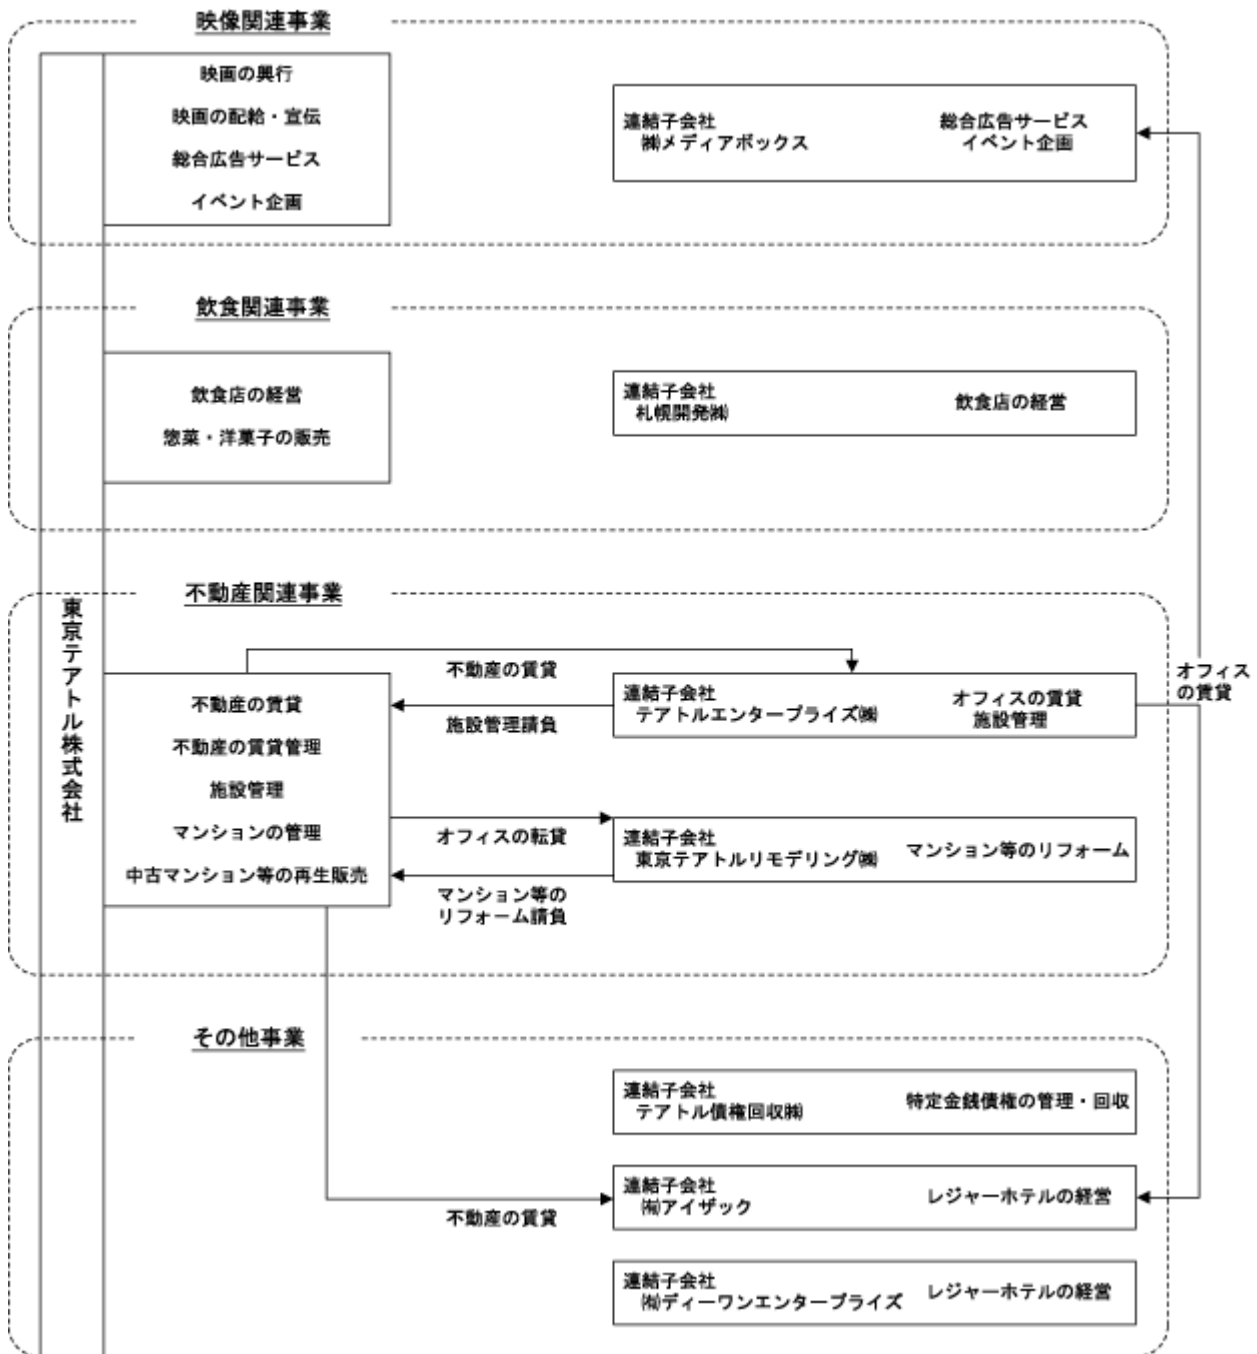 映像関連事業
映画の興行
映画の配給・宣伝
総合広告サービス
イベント企画
連結子会社
㈱メディアボックス
総合広告サービス
イベント企画
飲食関連事業
飲食店の経営
惣菜・洋菓子の販売
連結子会社
札幌開発㈱
飲食店の経営
東京テアトル株式会社
不動産関連事業
不動産の賃貸
不動産の賃貸管理
施設管理
マンションの管理
中古マンション等の再生販売
不動産の賃貸
施設管理請負
連結子会社
テアトルエンタープライズ㈱
オフィスの賃貸
施設管理
オフィス
の賃貸
オフィスの転貸
マンション等の
リフォーム請負
連結子会社
東京テアトルリモデリング㈱
マンション等のリフォーム
その他事業
連結子会社
テアトル債権回収㈱
特定金銭債権の管理・回収
不動産の賃貸
連結子会社
㈲アイザック
レジャーホテルの経営
連結子会社
㈲ディーワンエンタープライズ
レジャーホテルの経営